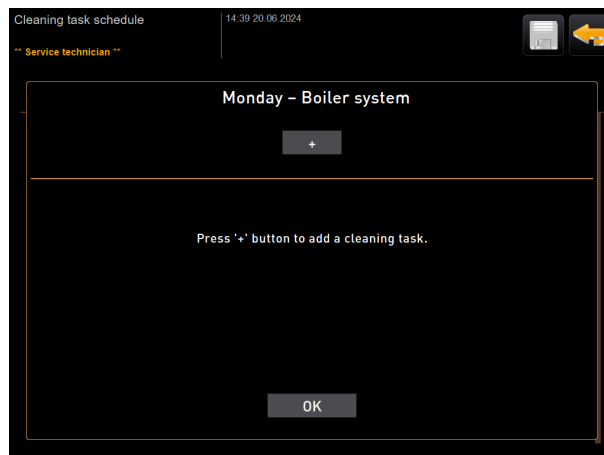 Cleaning task schedule
14:39 20.06.2024
** Service technician **
Monday – Boiler system
+
Press '+' button to add a cleaning task.
OK